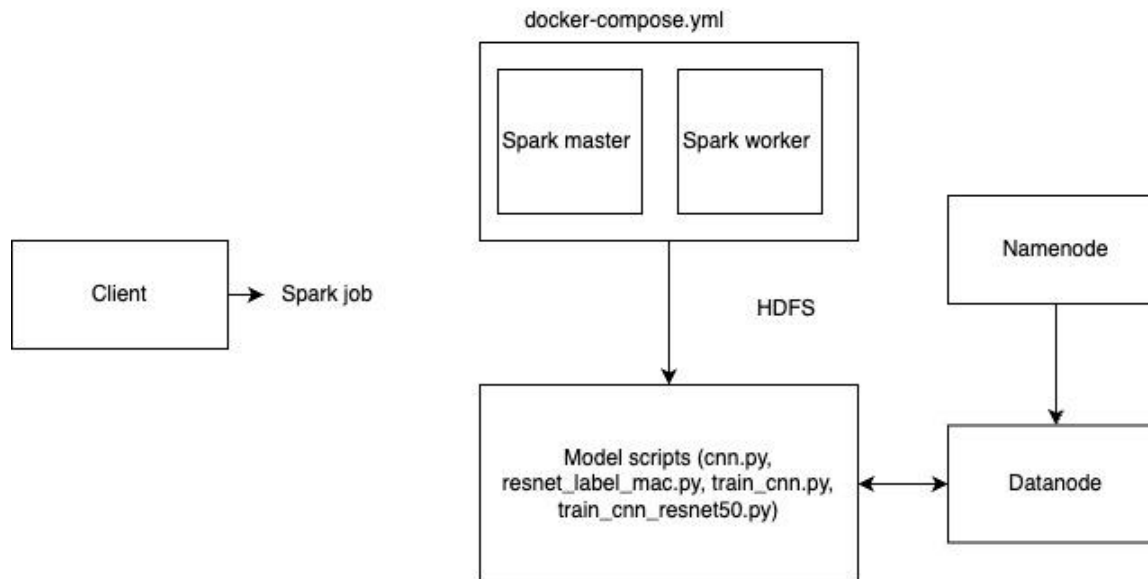 docker-compose.yml
Spark master
Spark worker
Namenode
Client
Spark job
HDFS
Model scripts (cnn.py,
resnet_label_mac.py, train_cnn.py,
train_cnn_resnet50.py)
Datanode